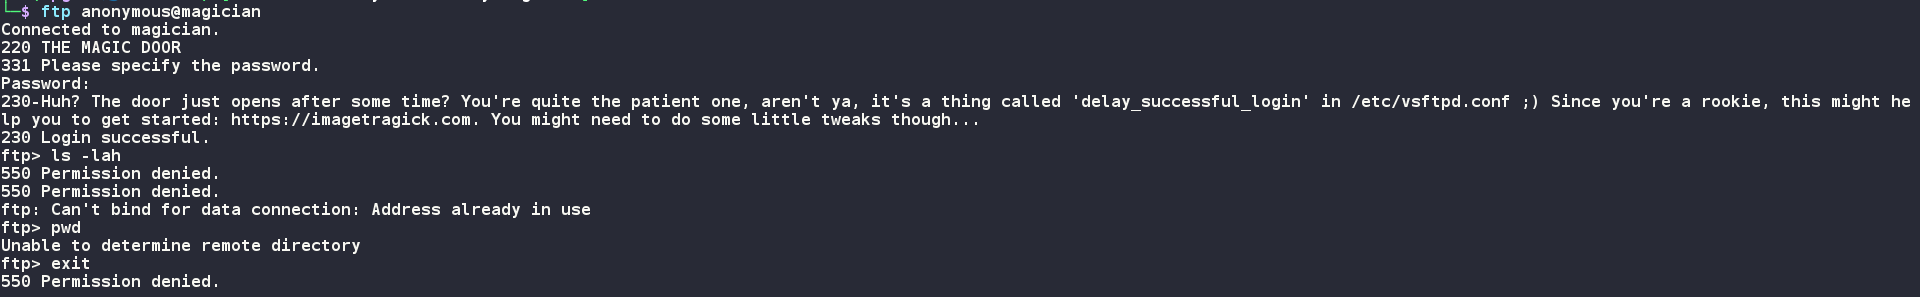 └─$ ftp anonymous@magician
Connected to magician.
220 THE MAGIC DOOR
331 Please specify the password.
Password:
230-Huh? The door just opens after some time? You're quite the patient one, aren't ya, it's a thing called 'delay_successful_login' in /etc/vsftpd.conf ;) Since you're a rookie, this might he
lp you to get started: https://imagetragick.com. You might need to do some little tweaks though...
230 Login successful.
ftp> ls -lah
550 Permission denied.
550 Permission denied.
ftp: Can't bind for data connection: Address already in use
ftp> pwd
Unable to determine remote directory
ftp> exit
550 Permission denied.